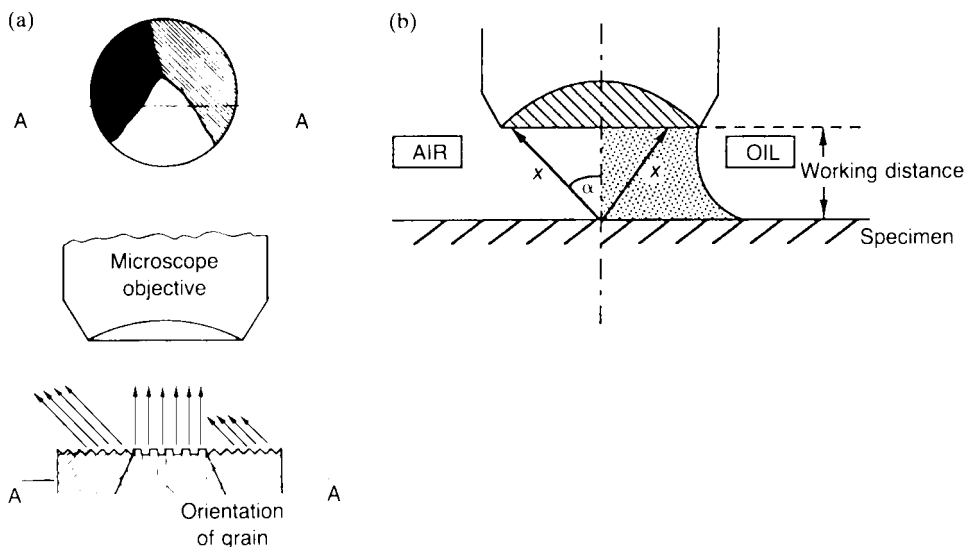 (a)
A
A
Microscope
objective
A
A
Orientation
of grain
(b)
AIR
OIL
x
α
x
Working distance
Specimen